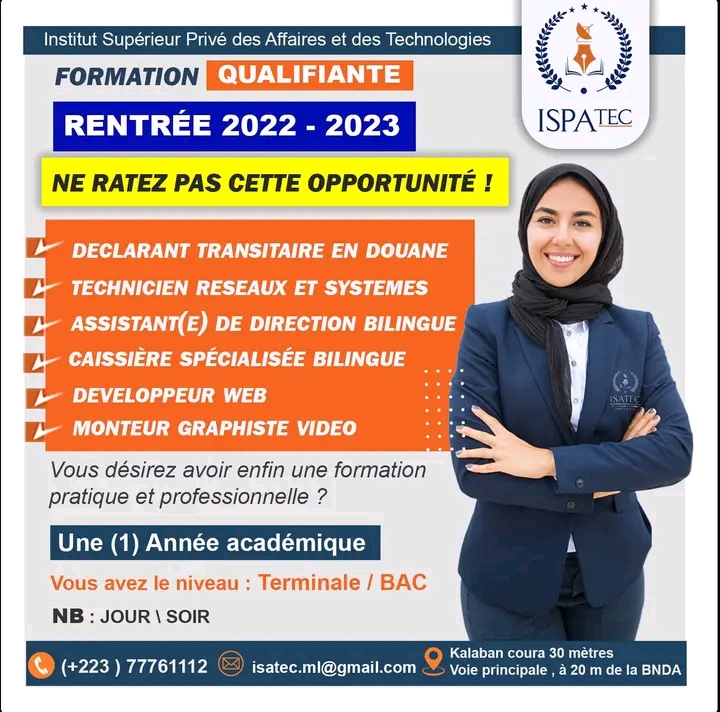 Institut Supérieur Privé des Affaires et des Technologies
FORMATION QUALIFIANTE
ISPATEC
RENTRÉE 2022 - 2023
NE RATEZ PAS CETTE OPPORTUNITÉ !
DECLARANT TRANSITAIRE EN DOUANE
TECHNICIEN RESEAUX ET SYSTEMES
ASSISTANT(E) DE DIRECTION BILINGUE
CAISSIÈRE SPÉCIALISÉE BILINGUE
DEVELOPPEUR WEB
MONTEUR GRAPHISTE VIDEO
ISATEC
Vous désirez avoir enfin une formation
pratique et professionnelle ?
Une (1) Année académique
Vous avez le niveau : Terminale / BAC
NB : JOUR \ SOIR
(+223 ) 77761112
isatec.ml@gmail.com
Kalaban coura 30 mètres
Voie principale , à 20 m de la BNDA